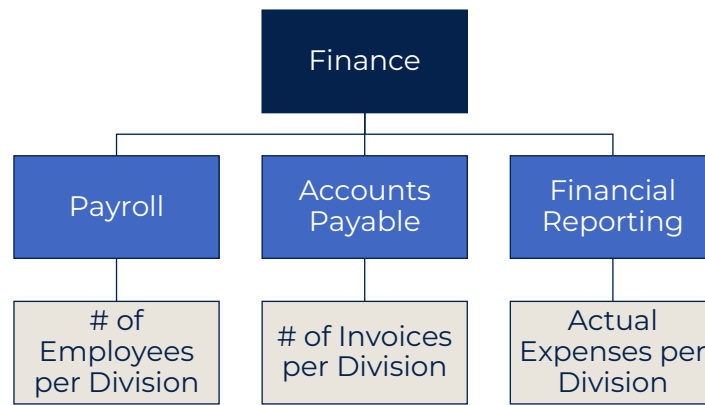 Finance
Payroll
Accounts
Payable
Financial
Reporting
# of
Employees
per Division
# of Invoices
per Division
Actual
Expenses per
Division